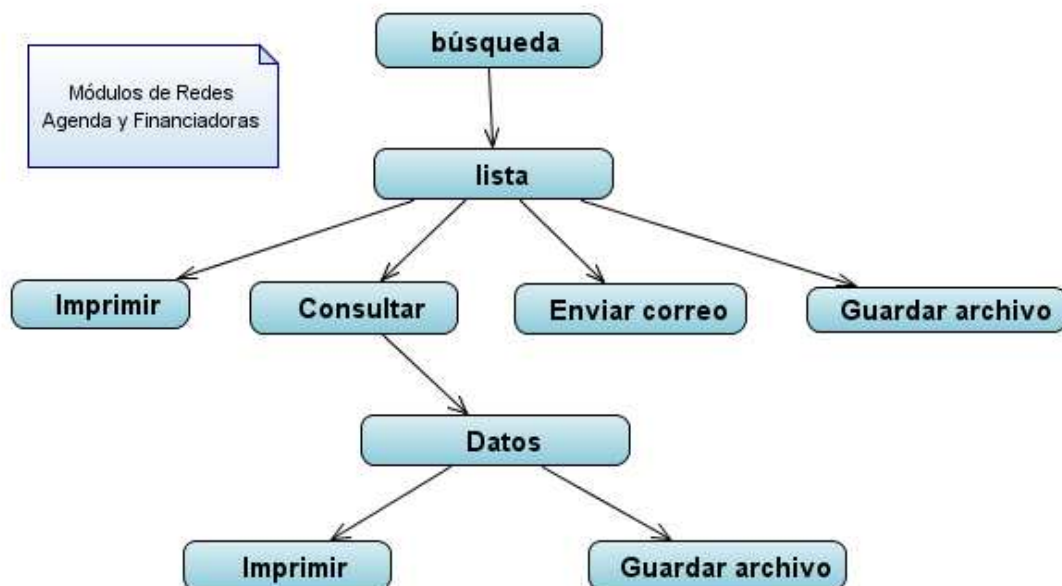 búsqueda
Módulos de Redes
Agenda y Financiadoras
lista
Imprimir
Consultar
Enviar correo
Guardar archivo
Datos
Imprimir
Guardar archivo